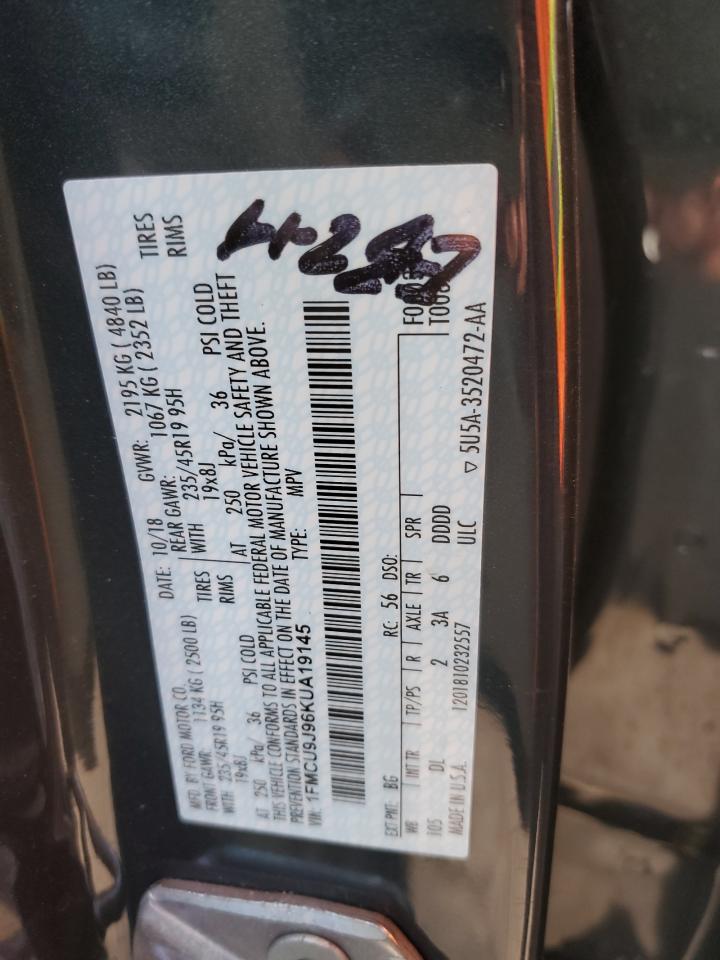 MFD. BY FORD MOTOR CO.
DATE: 10/18 GVWR: 2195 KG ( 4840 LB)
FRONT GAWR: 1134 KG ( 2500 LB) REAR GAWR: 1067 KG ( 2352 LB)
WITH 235/45R19 95H TIRES WITH 235/45R19 95H TIRES
19x8J RIMS 19x8J RIMS
AT 250 kPa/ 36 PSI COLD AT 250 kPa/ 36 PSI COLD
THIS VEHICLE CONFORMS TO ALL APPLICABLE FEDERAL MOTOR VEHICLE SAFETY AND THEFT
PREVENTION STANDARDS IN EFFECT ON THE DATE OF MANUFACTURE SHOWN ABOVE.
VIN: 1FMCU9J96KUA19145 TYPE: MPV
EXT PNT: BG RC: 56 DSO:
WB INT TR TP/PS R AXLE TR SPR
105 DL 2 3A 6 DDDD
MADE IN U.S.A. 1201810232557 ULC
▽ 5U5A-3520472-AA